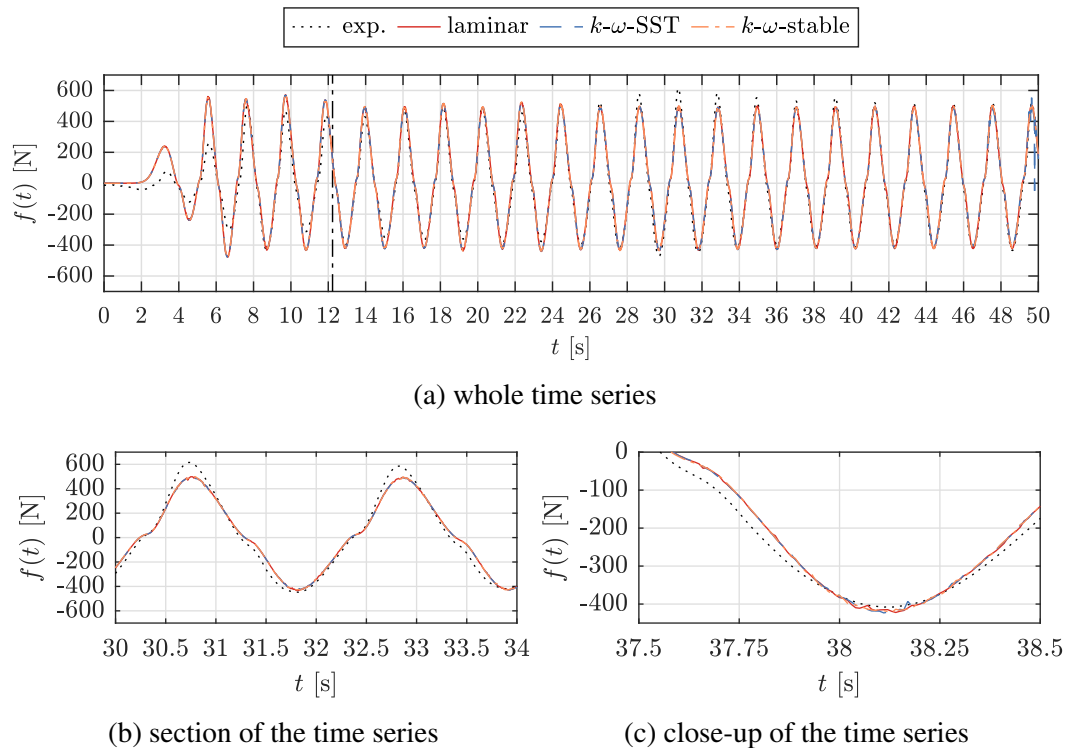 exp. laminar k-ω-SST k-ω-stable
600
400
200
0
-200
-400
-600
f(t) [N]
0 2 4 6 8 10 12 14 16 18 20 22 24 26 28 30 32 34 36 38 40 42 44 46 48 50
t [s]
(a) whole time series
600
400
200
0
-200
-400
-600
f(t) [N]
30 30.5 31 31.5 32 32.5 33 33.5 34
t [s]
(b) section of the time series
0
-100
-200
-300
-400
f(t) [N]
37.5 37.75 38 38.25 38.5
t [s]
(c) close-up of the time series